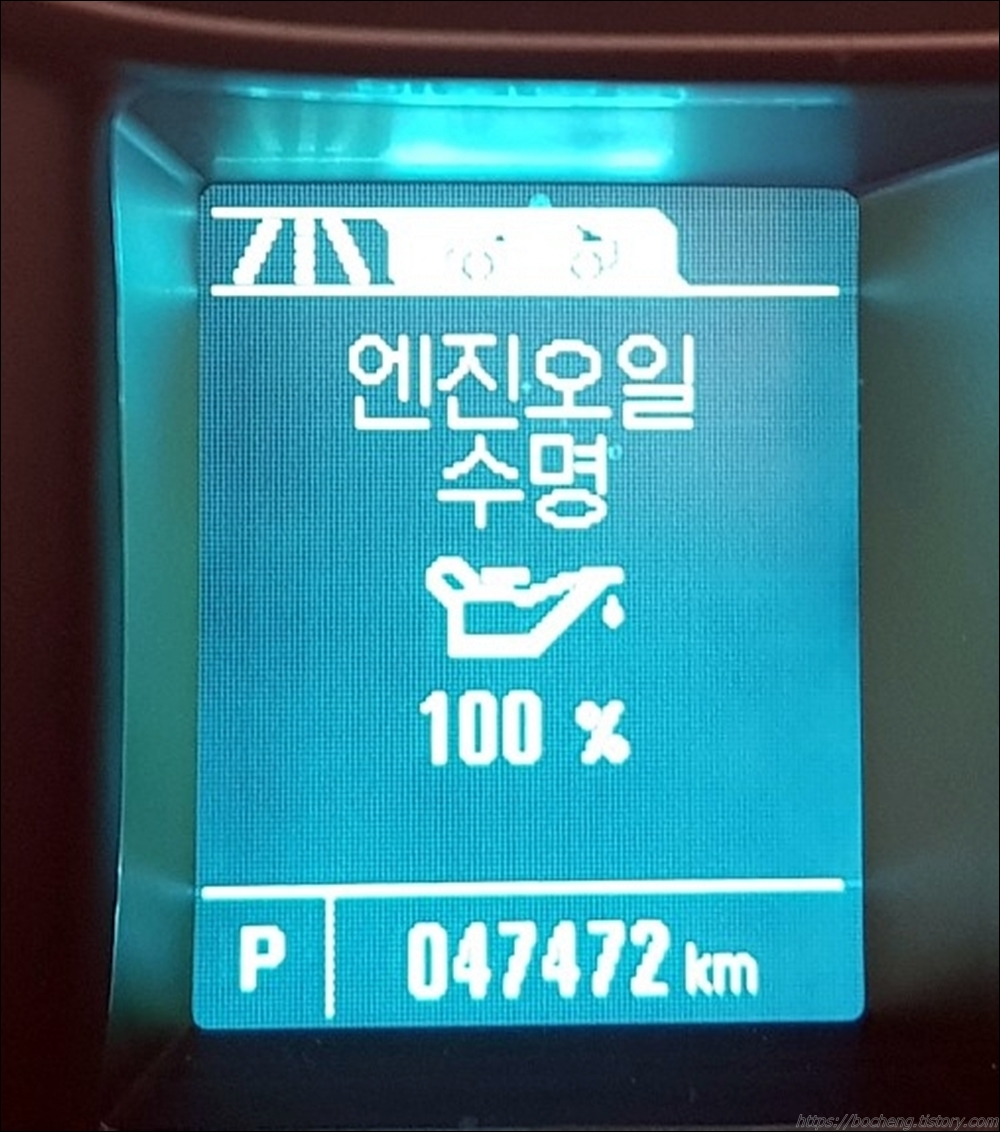 엔진오일
수명
100 %
P 047472 km
https://bocheng.tistory.com